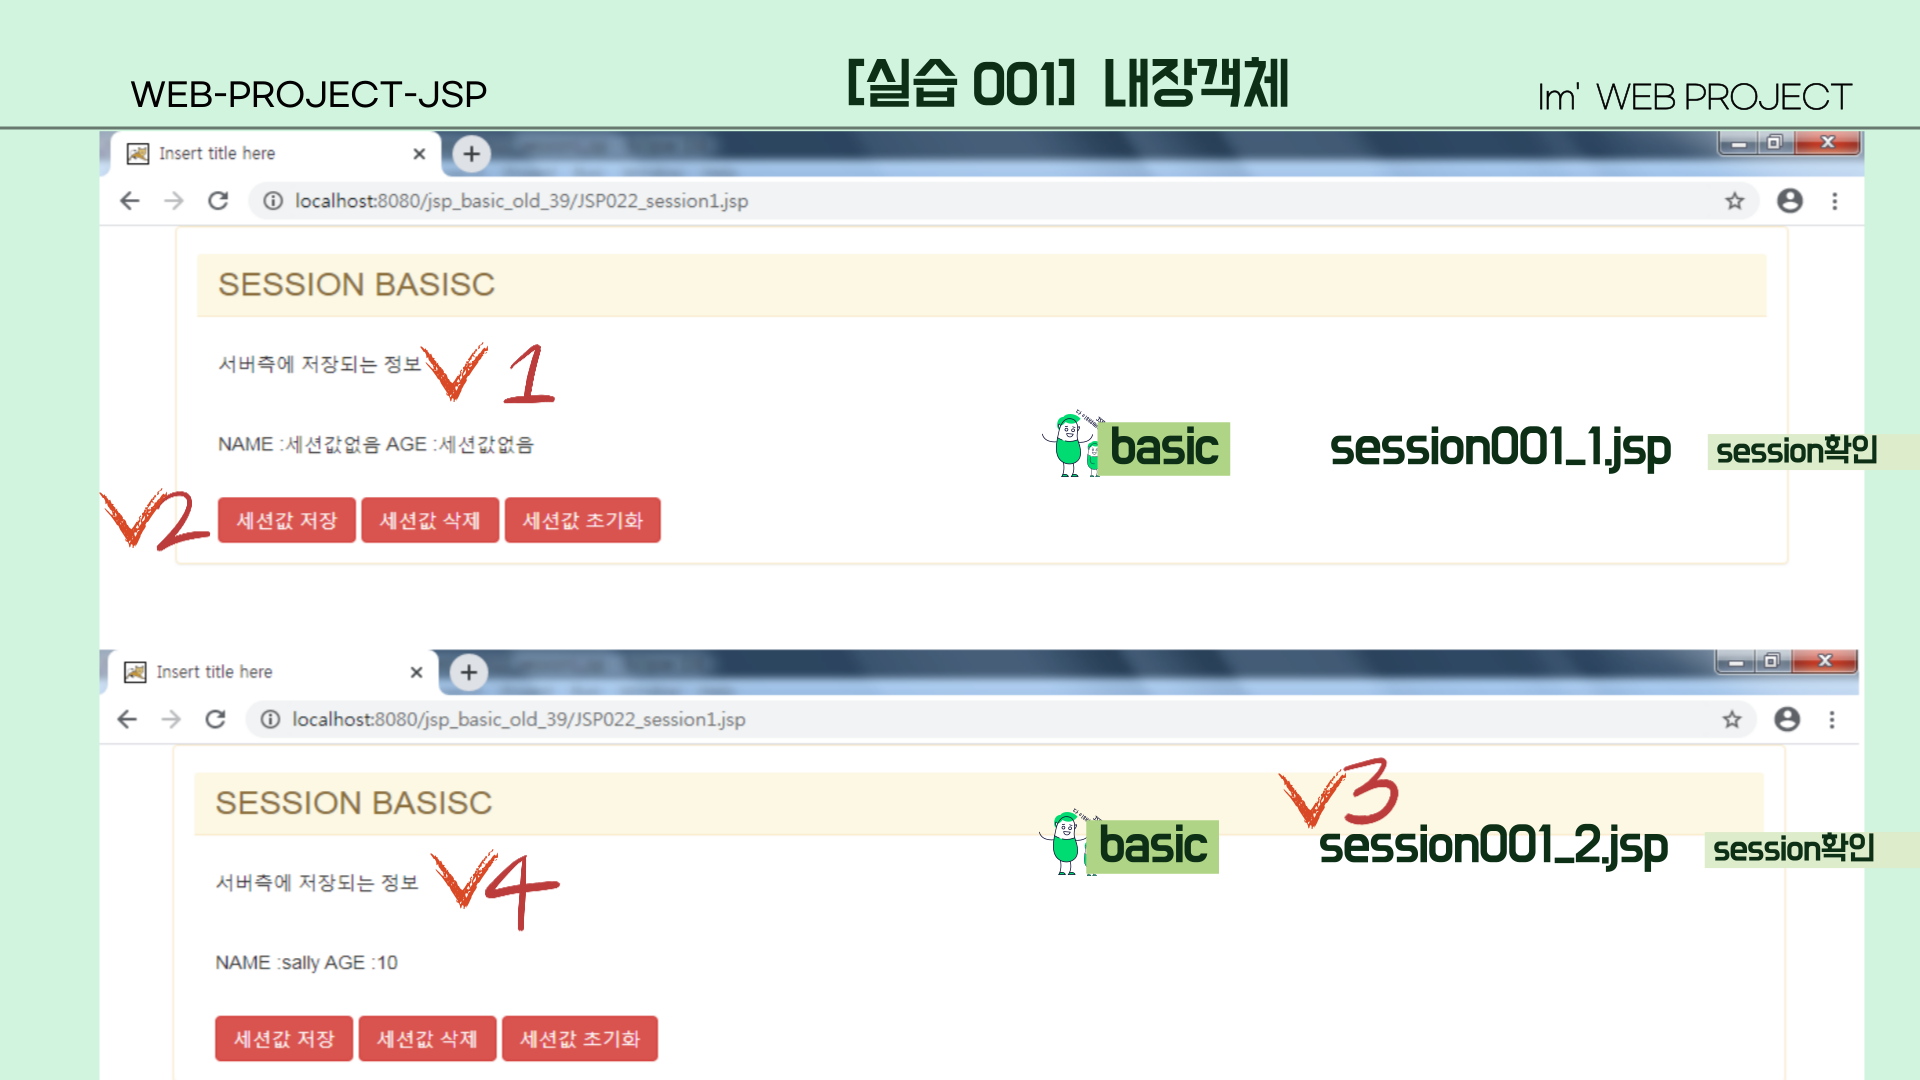 WEB-PROJECT-JSP
[실습 001] 내장객체
Im' WEB PROJECT
Insert title here
localhost:8080/jsp_basic_old_39/JSP022_session1.jsp
SESSION BASISC
서버측에 저장되는 정보
V 1
NAME :세션값없음 AGE :세션값없음
basic
session001_1.jsp
session확인
V2
세션값 저장 세션값 삭제 세션값 초기화
Insert title here
localhost:8080/jsp_basic_old_39/JSP022_session1.jsp
SESSION BASISC
V3
basic
session001_2.jsp
session확인
서버측에 저장되는 정보
V4
NAME :sally AGE :10
세션값 저장 세션값 삭제 세션값 초기화